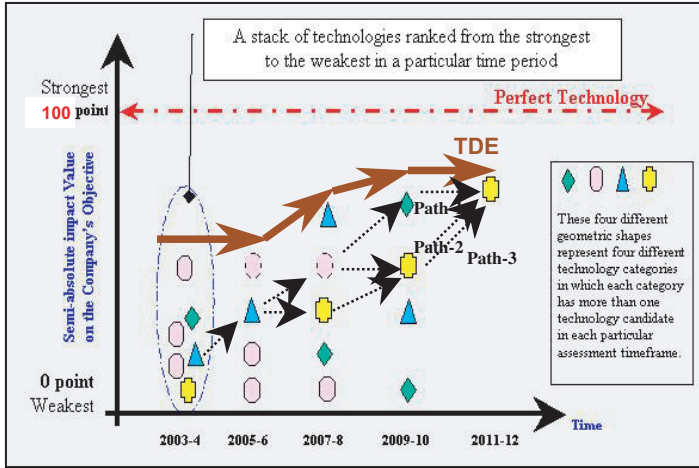 A stack of technologies ranked from the strongest
to the weakest in a particular time period
Strongest
100 point
Perfect Technology
TDE
Semi-absolute impact Value
on the Company's Objective
Path
Path-2
Path-3
These four different
geometric shapes
represent four different
technology categories
in which each category
has more than one
technology candidate
in each particular
assessment timeframe.
0 point
Weakest
Time
2003-4 2005-6 2007-8 2009-10 2011-12